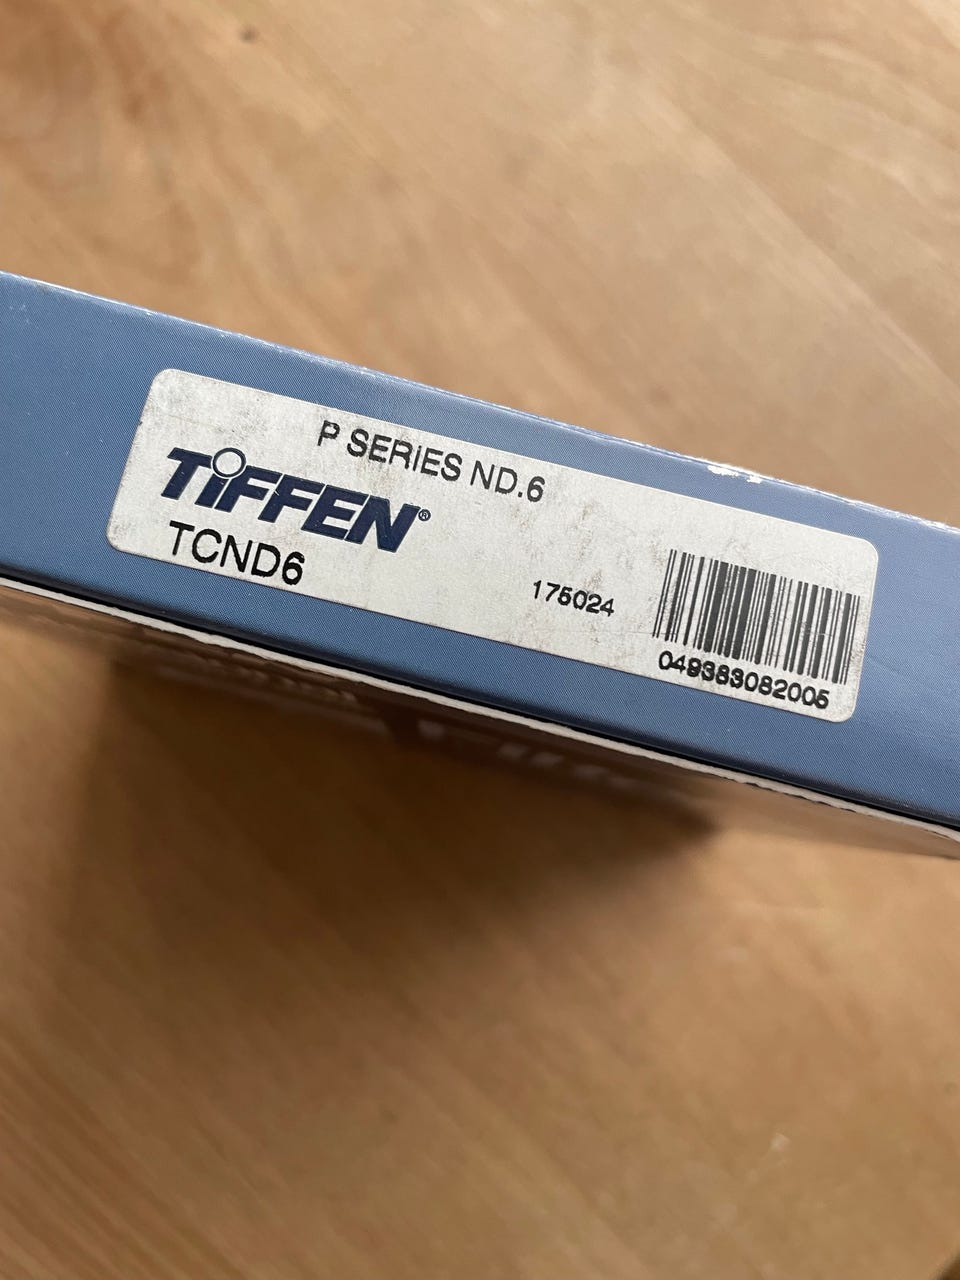 P SERIES ND.6
TiFFEN®
TCND6
175024
049383082005